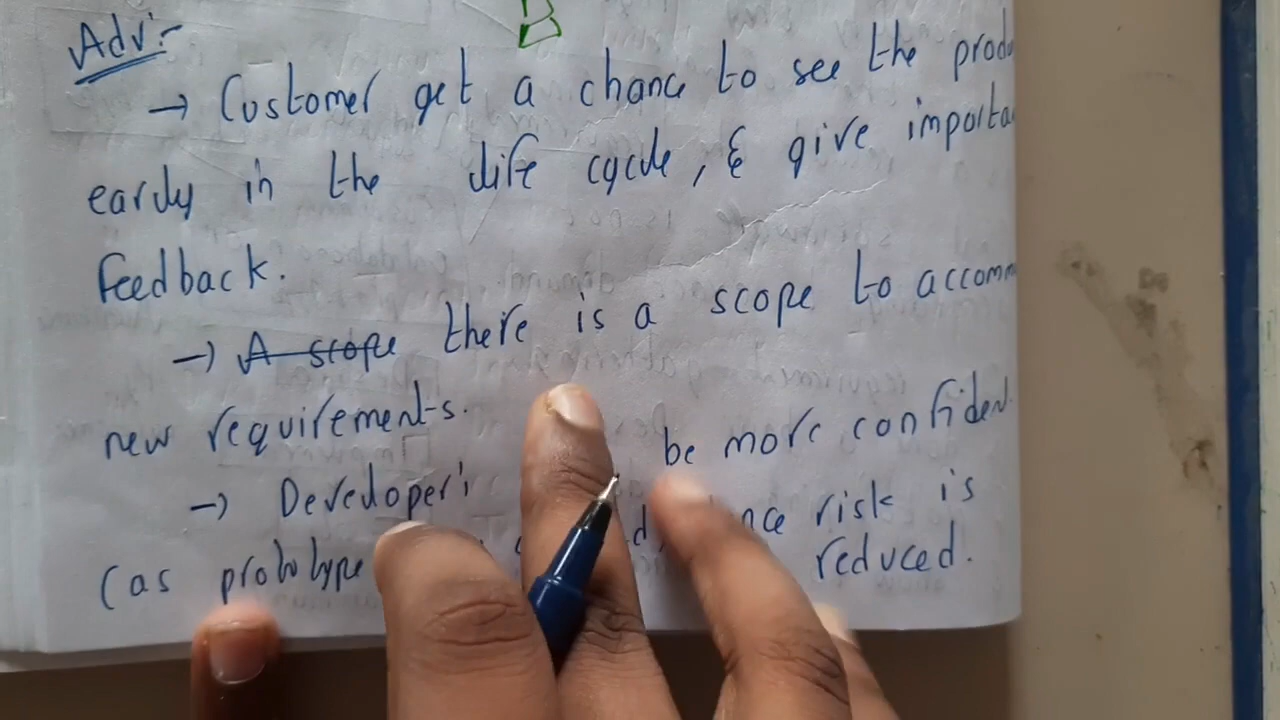 Adv:-
→ Customer get a chance to see the produ
early in the life cycle, & give importa
feedback.
→ A scope there is a scope to accomm
new requirements.
→ Developer's be more confiden
(as prototype risk is
reduced.